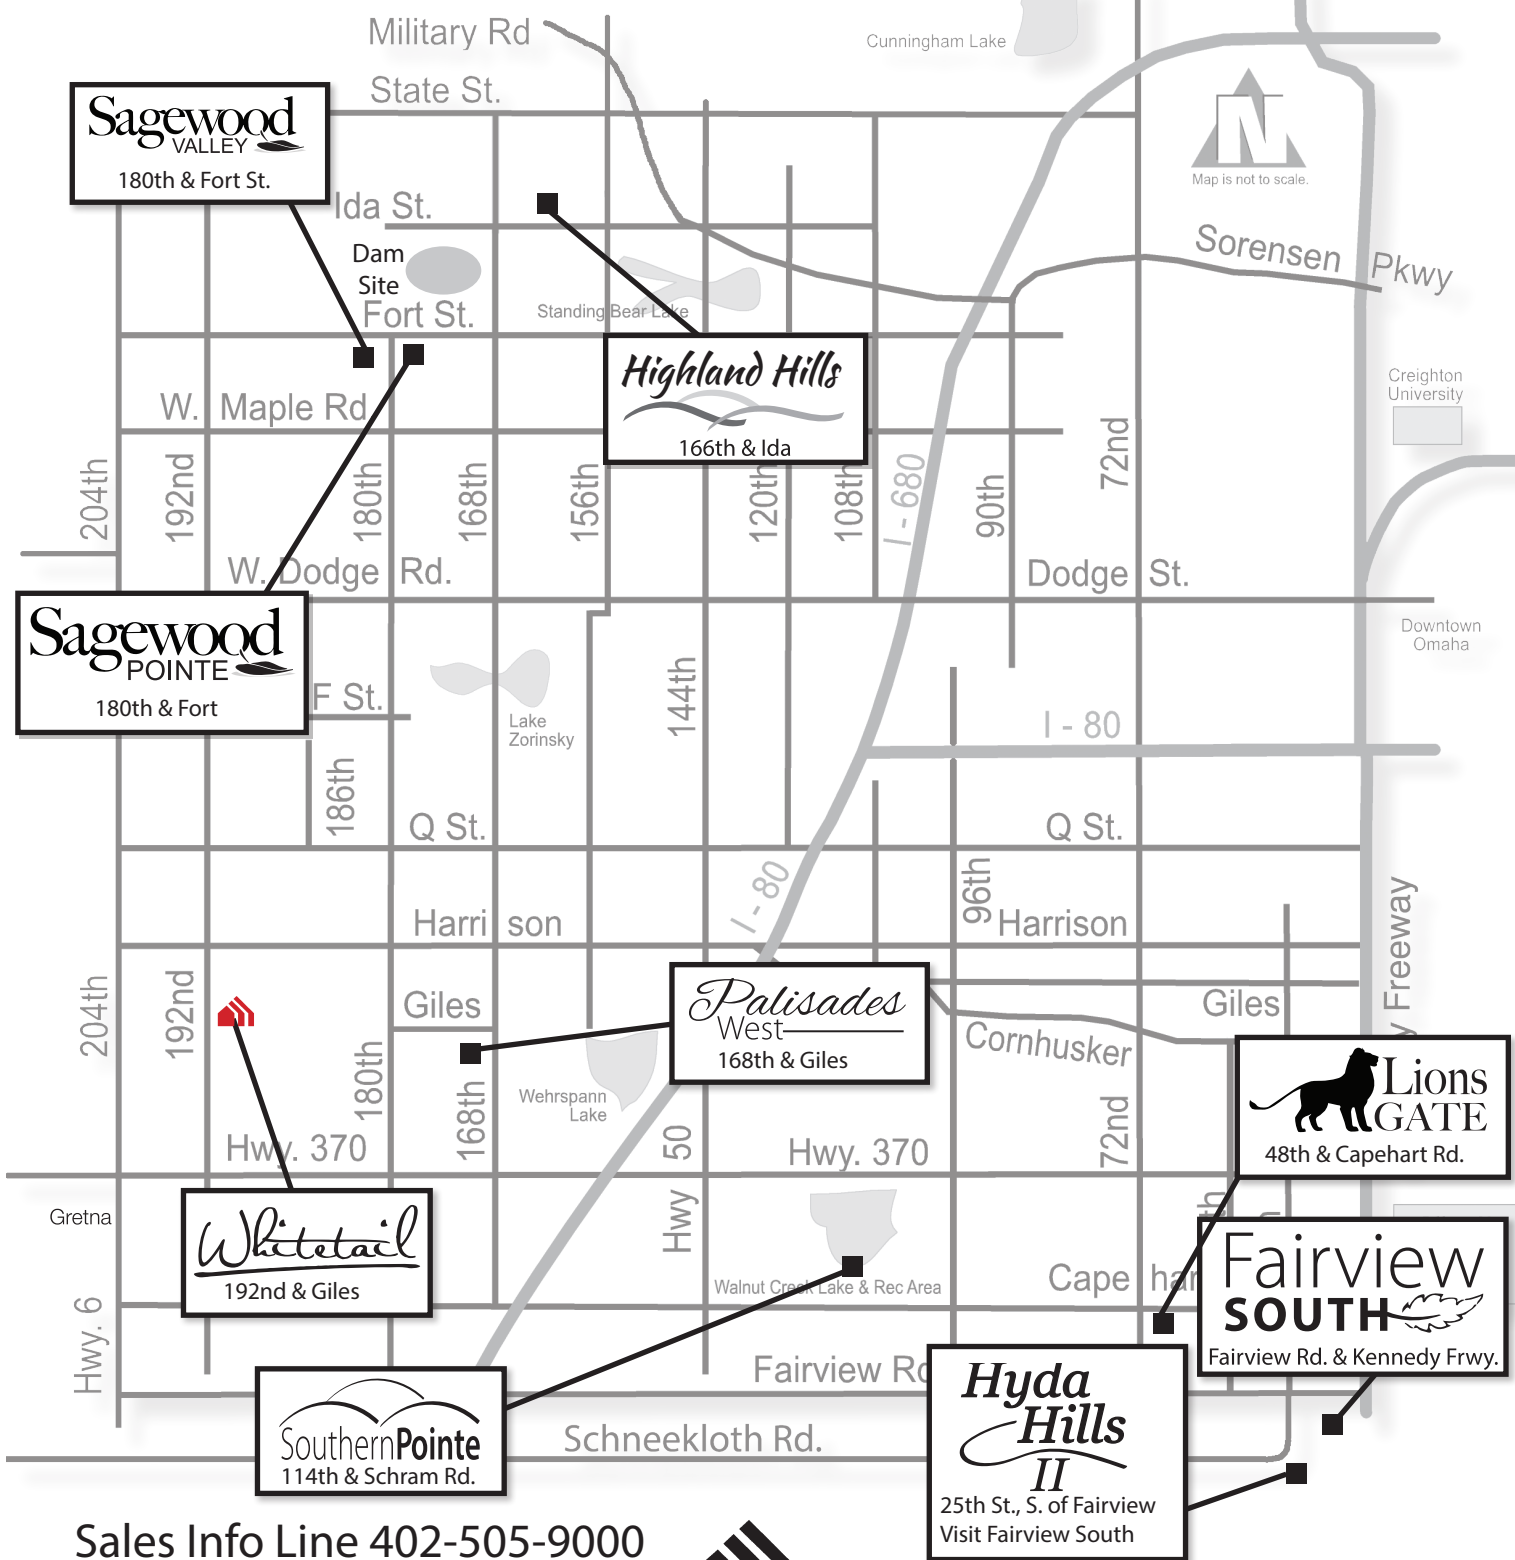 Military Rd
Cunningham Lake
State St.
Sagewood
VALLEY
180th & Fort St.
N
Map is not to scale.
Ida St.
Dam
Site
Fort St.
Standing Bear Lake
Sorensen Pkwy
Highland Hills
166th & Ida
Creighton
University
W. Maple Rd
204th
192nd
180th
168th
156th
120th
108th
I - 680
90th
72nd
W. Dodge Rd.
Dodge St.
Sagewood
POINTE
180th & Fort
Downtown
Omaha
F St.
Lake
Zorinsky
144th
I - 80
186th
Q St.
Q St.
I - 80
96th
Harrison
Harrison
Freeway
204th
192nd
Giles
Palisades
West
168th & Giles
Giles
Cornhusker
180th
168th
Wehrspann
Lake
Lions
GATE
48th & Capehart Rd.
Hwy. 370
50
Hwy. 370
72nd
Gretna
Whitetail
192nd & Giles
Hwy
Walnut Creek Lake & Rec Area
Cape har
Fairview
SOUTH
Fairview Rd. & Kennedy Frwy.
Hwy. 6
Fairview Rd
Hyda
Hills
II
25th St., S. of Fairview
Visit Fairview South
SouthernPointe
114th & Schram Rd.
Schneekloth Rd.
Sales Info Line 402-505-9000